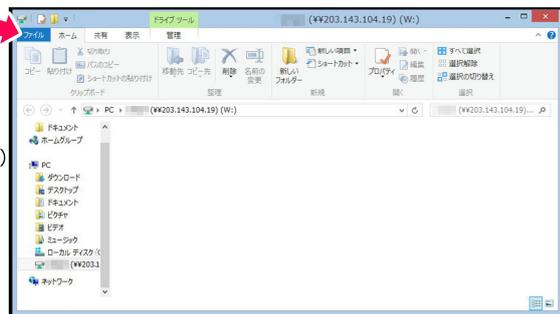 ドライブ ツール
(¥¥203.143.104.19) (W:)
ファイル ホーム 共有 表示 管理
コピー
貼り付け
切り取り
パスのコピー
ショートカットの貼り付け
クリップボード
移動先
コピー先
削除
名前の
変更
整理
新しい
フォルダー
新しい項目
ショートカット
新規
プロパティ
開く
編集
履歴
開く
すべて選択
選択解除
選択の切り替え
選択
PC (¥¥203.143.104.19) (W:)
(¥¥203.143.104.19)...
ドキュメント
ホームグループ
)
PC
ダウンロード
デスクトップ
ドキュメント
ピクチャ
ビデオ
ミュージック
ローカル ディスク (C
(¥¥203.1
ネットワーク